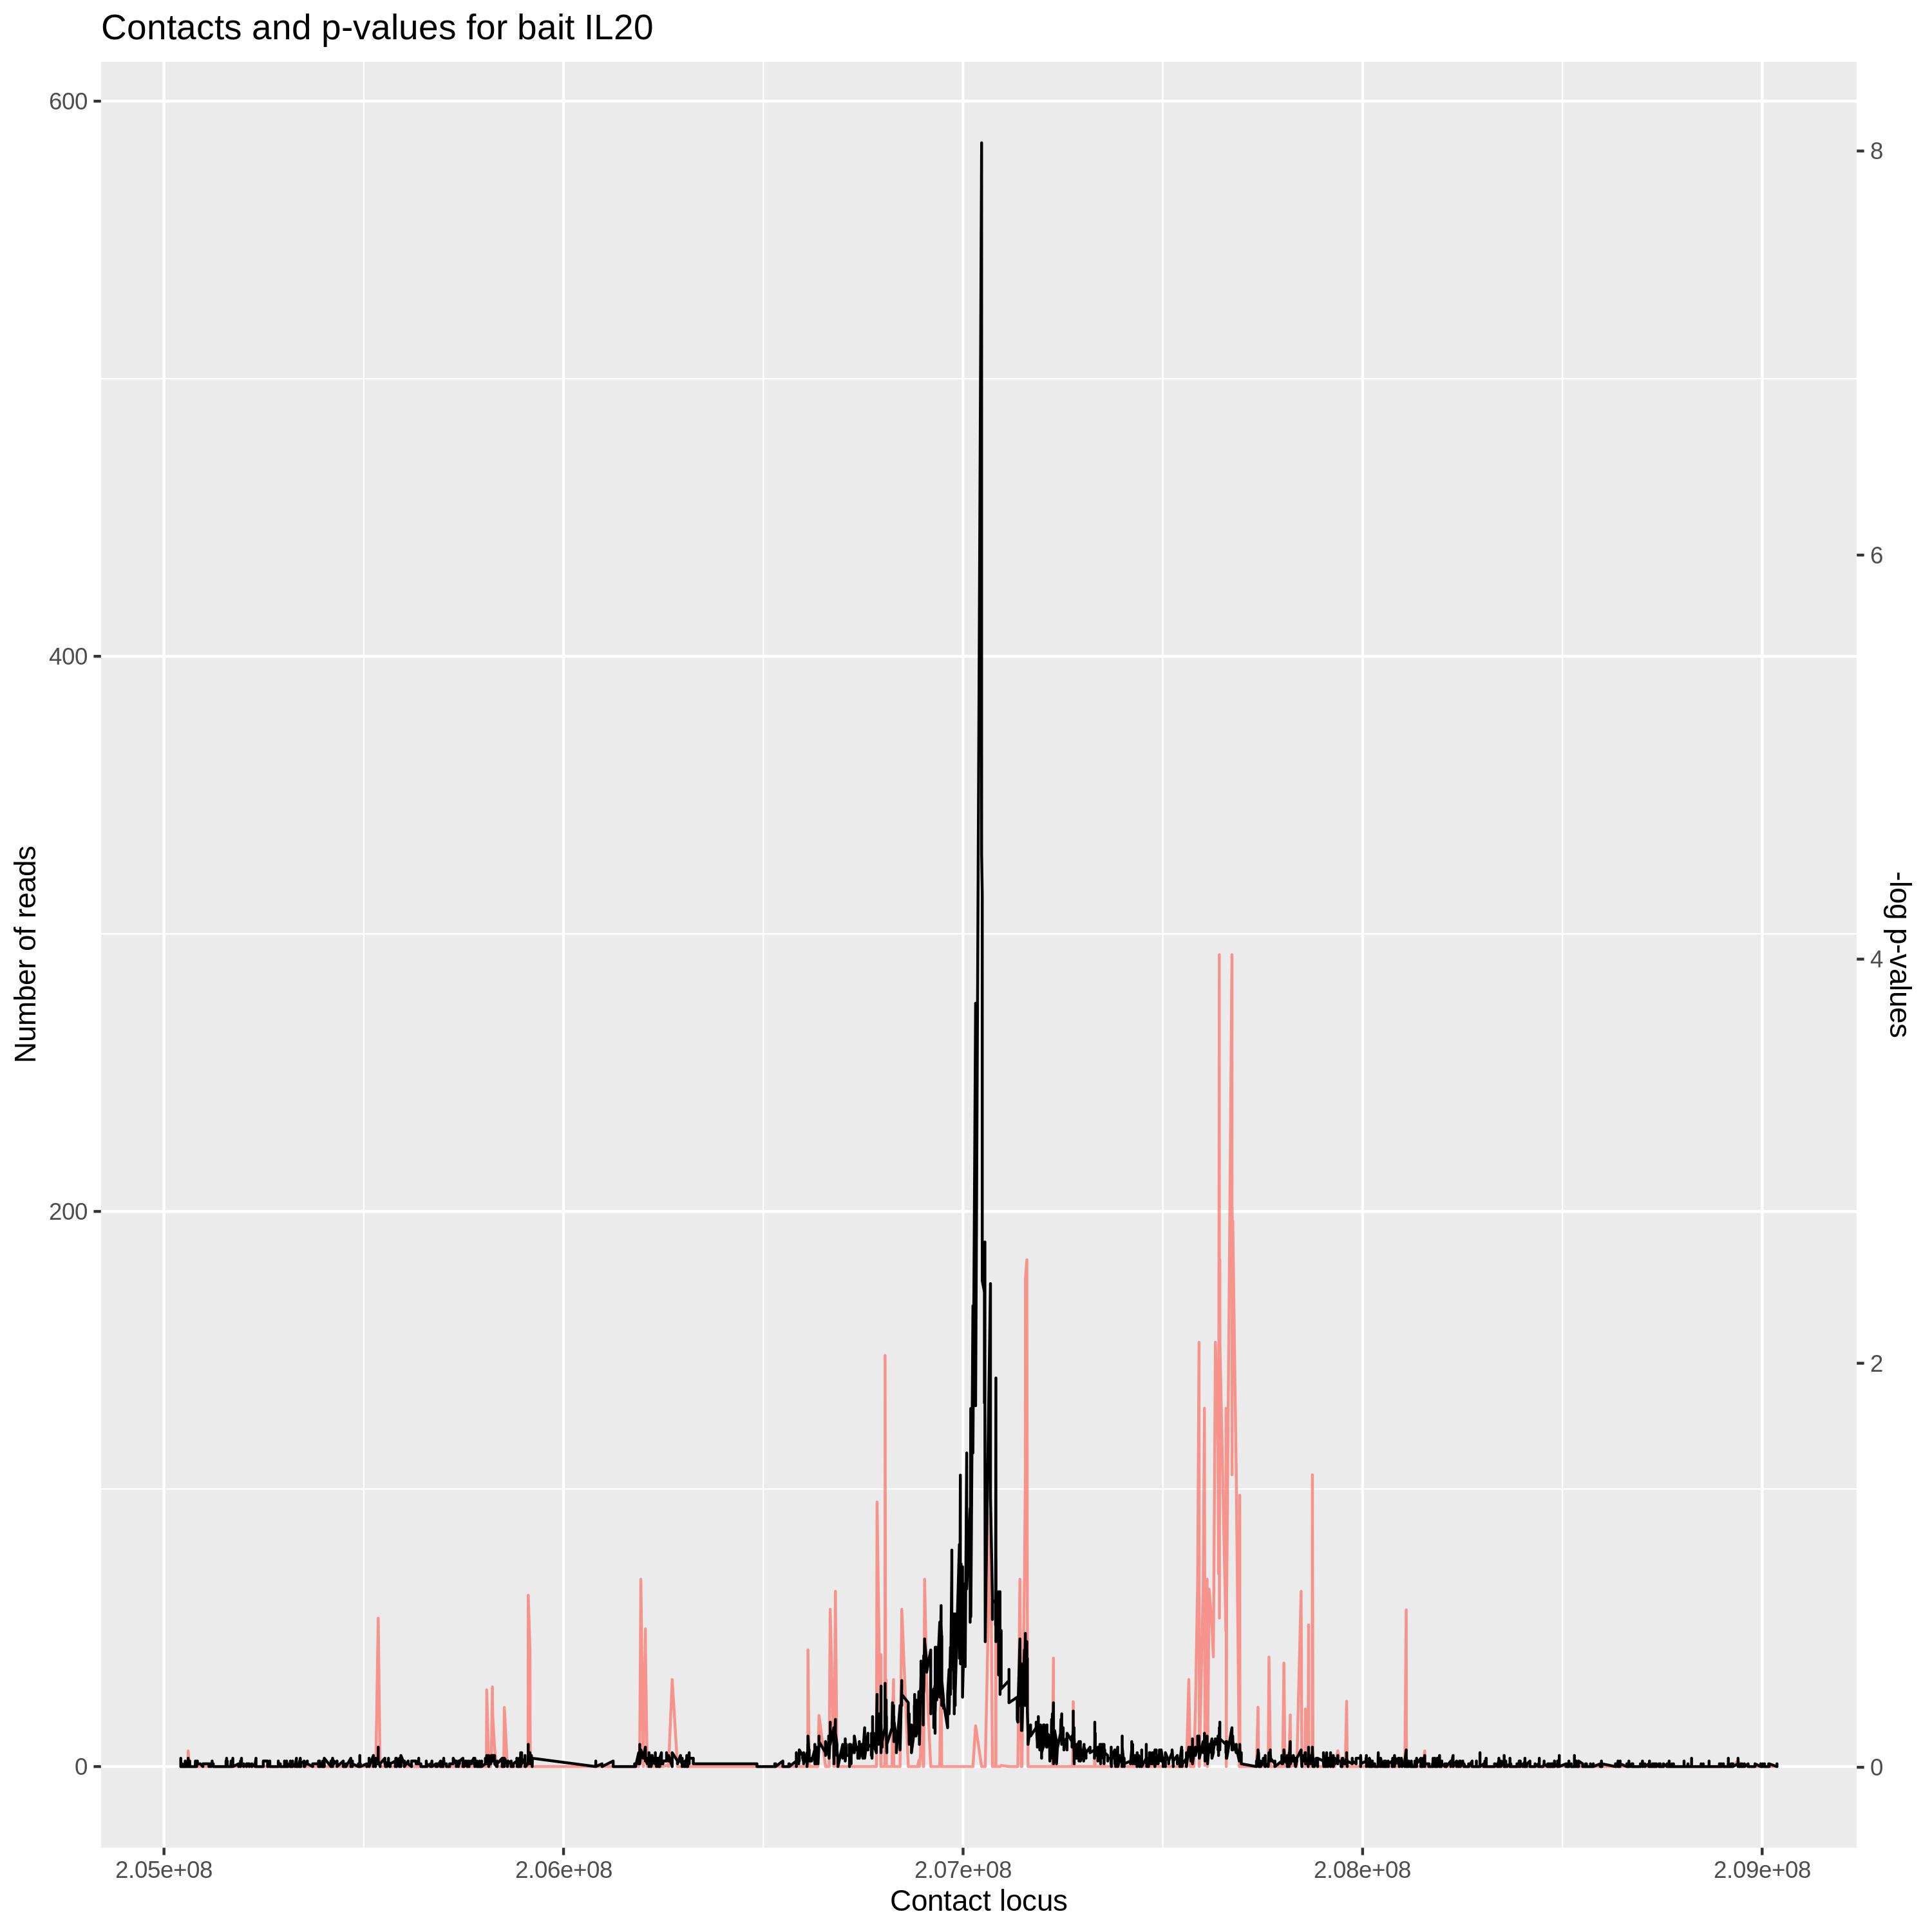 Contacts and p-values for bait IL20
600
400
200
0
8
6
4
2
0
Number of reads
-log p-values
2.05e+08 2.06e+08 2.07e+08 2.08e+08 2.09e+08
Contact locus